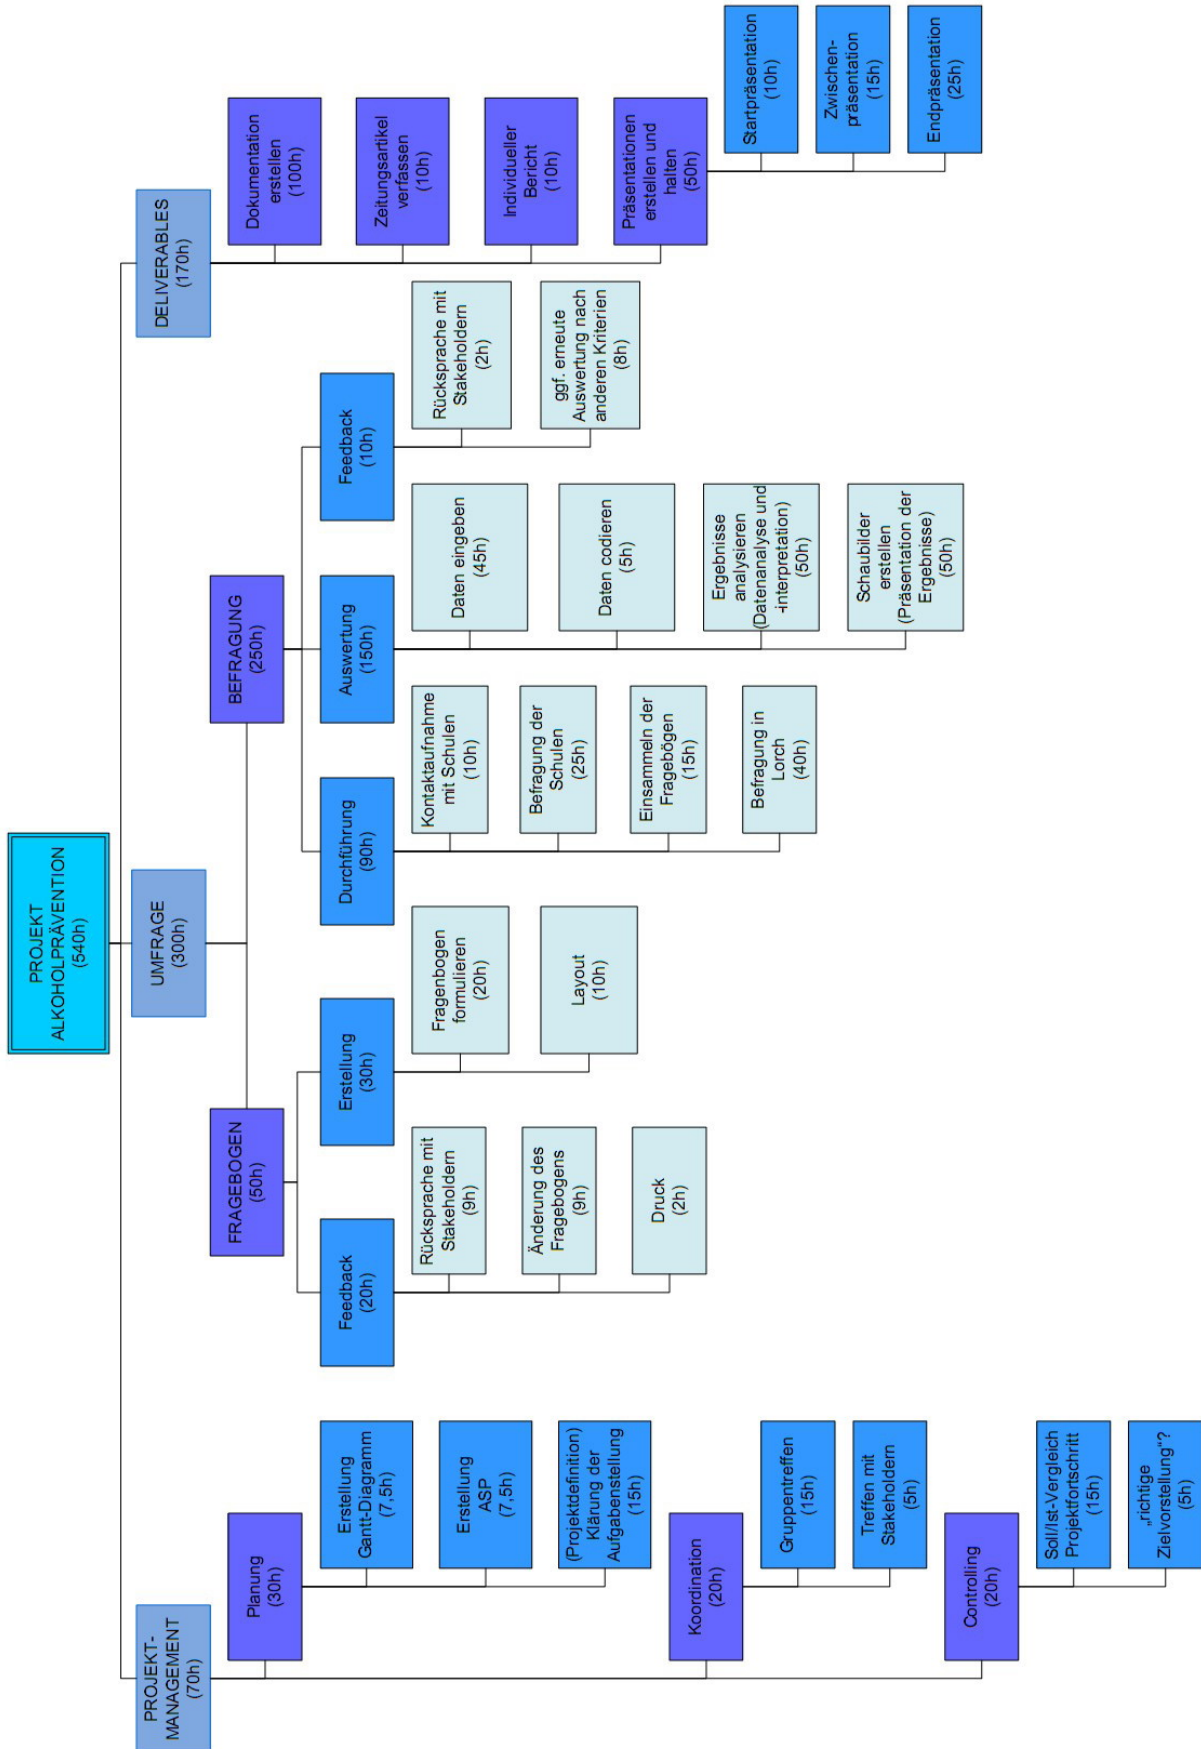 PROJEKT
ALKOHOLPRÄVENTION
(540h)
PROJEKT-
MANAGEMENT
(70h)
Planung
(30h)
Erstellung
Gantt-Diagramm
(7,5h)
Erstellung
ASP
(7,5h)
(Projektdefinition)
Klärung der
Aufgabenstellung
(15h)
Koordination
(20h)
Gruppentreffen
(15h)
Treffen mit
Stakeholdern
(5h)
Controlling
(20h)
Soll/Ist-Vergleich
Projektfortschritt
(15h)
„richtige
Zielvorstellung“?
(5h)
UMFRAGE
(300h)
FRAGEBOGEN
(50h)
Feedback
(20h)
Rücksprache mit
Stakeholdern
(9h)
Änderung des
Fragebogens
(9h)
Druck
(2h)
Erstellung
(30h)
Fragenbogen
formulieren
(20h)
Layout
(10h)
BEFRAGUNG
(250h)
Durchführung
(90h)
Kontaktaufnahme
mit Schulen
(10h)
Befragung der
Schulen
(25h)
Einsammeln der
Fragebögen
(15h)
Befragung in
Lorch
(40h)
Auswertung
(150h)
Daten eingeben
(45h)
Daten codieren
(5h)
Ergebnisse
analysieren
(Datenanalyse und
-interpretation)
(50h)
Schaubilder
erstellen
(Präsentation der
Ergebnisse)
(50h)
Feedback
(10h)
Rücksprache mit
Stakeholdern
(2h)
ggf. erneute
Auswertung nach
anderen Kriterien
(8h)
DELIVERABLES
(170h)
Dokumentation
erstellen
(100h)
Zeitungsartikel
verfassen
(10h)
Individueller
Bericht
(10h)
Präsentationen
erstellen und
halten
(50h)
Startpräsentation
(10h)
Zwischen-
präsentation
(15h)
Endpräsentation
(25h)